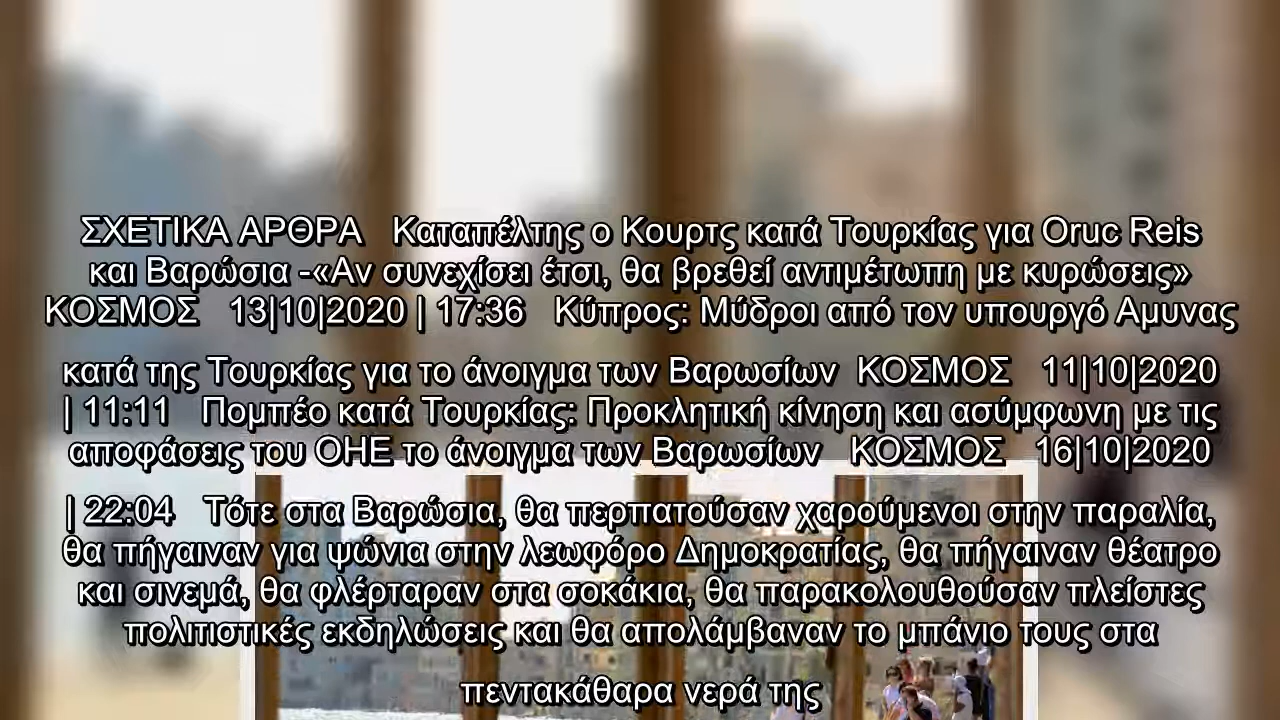 ΣΧΕΤΙΚΑ ΑΡΘΡΑ Καταπέλτης ο Κουρτς κατά Τουρκίας για Oruc Reis
και Βαρώσια -«Αν συνεχίσει έτσι, θα βρεθεί αντιμέτωπη με κυρώσεις»
ΚΟΣΜΟΣ 13|10|2020 | 17:36 Κύπρος: Μύδροι από τον υπουργό Αμυνας
κατά της Τουρκίας για το άνοιγμα των Βαρωσίων ΚΟΣΜΟΣ 11|10|2020
| 11:11 Πομπέο κατά Τουρκίας: Προκλητική κίνηση και ασύμφωνη με τις
αποφάσεις του ΟΗΕ το άνοιγμα των Βαρωσίων ΚΟΣΜΟΣ 16|10|2020
| 22:04 Τότε στα Βαρώσια, θα περπατούσαν χαρούμενοι στην παραλία,
θα πήγαιναν για ψώνια στην λεωφόρο Δημοκρατίας, θα πήγαιναν θέατρο
και σινεμά, θα φλέρταραν στα σοκάκια, θα παρακολουθούσαν πλείστες
πολιτιστικές εκδηλώσεις και θα απολάμβαναν το μπάνιο τους στα
πεντακάθαρα νερά της